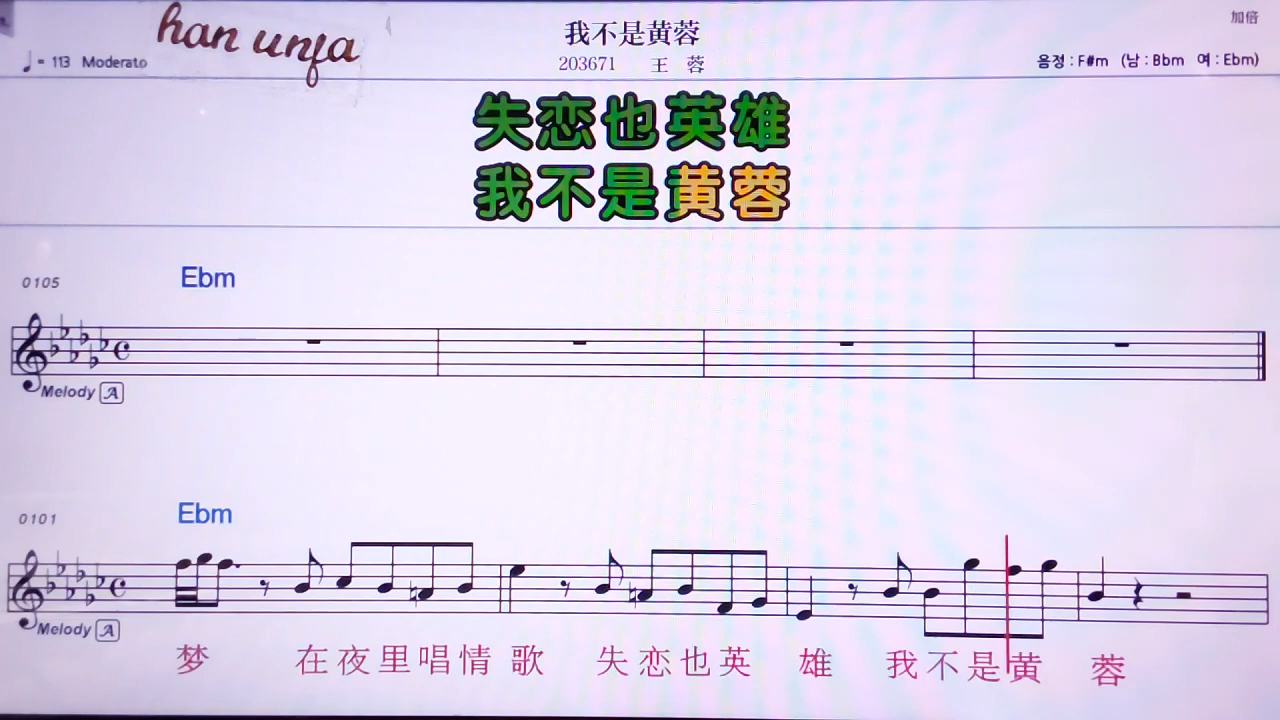 han unfa
我不是黄蓉
加倍
♩= 113 Moderato
203671 王 蓉
음정 : F#m (남 : Bbm 여 : Ebm)
失恋也英雄
我不是黄蓉
0105
Ebm
Melody A
0101
Ebm
Melody A
梦 在夜里唱情歌 失恋也英雄 我不是黄蓉